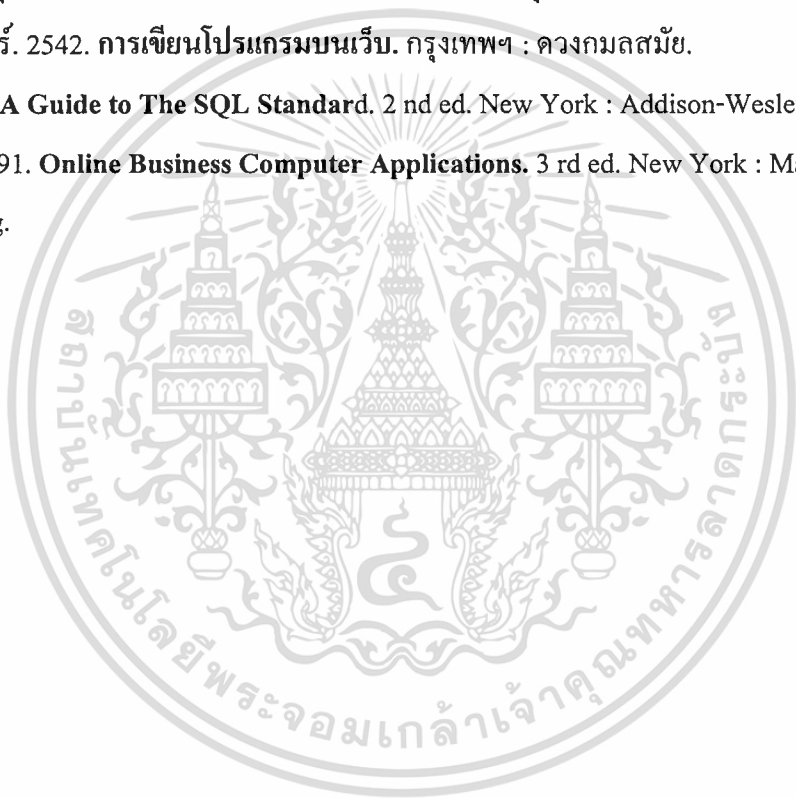 ร์. 2542. การเขียนโปรแกรมบนเว็บ. กรุงเทพฯ : ดวงกมลสมัย.
A Guide to The SQL Standard. 2 nd ed. New York : Addison-Wesle
91. Online Business Computer Applications. 3 rd ed. New York : Ma
g.
สถาบันเทคโนโลยีพระจอมเกล้าเจ้าคุณทหารลาดกระบัง